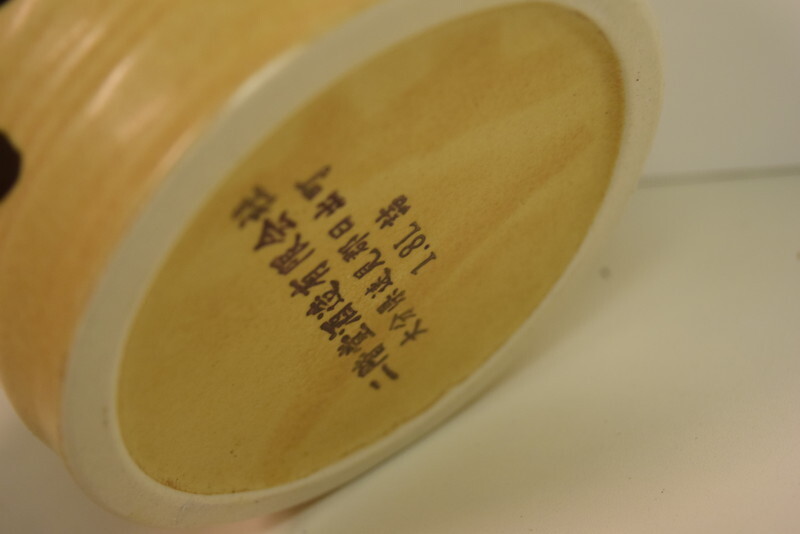 二階堂酒造有限会社
大分県速見郡日出町
1.8L 詰